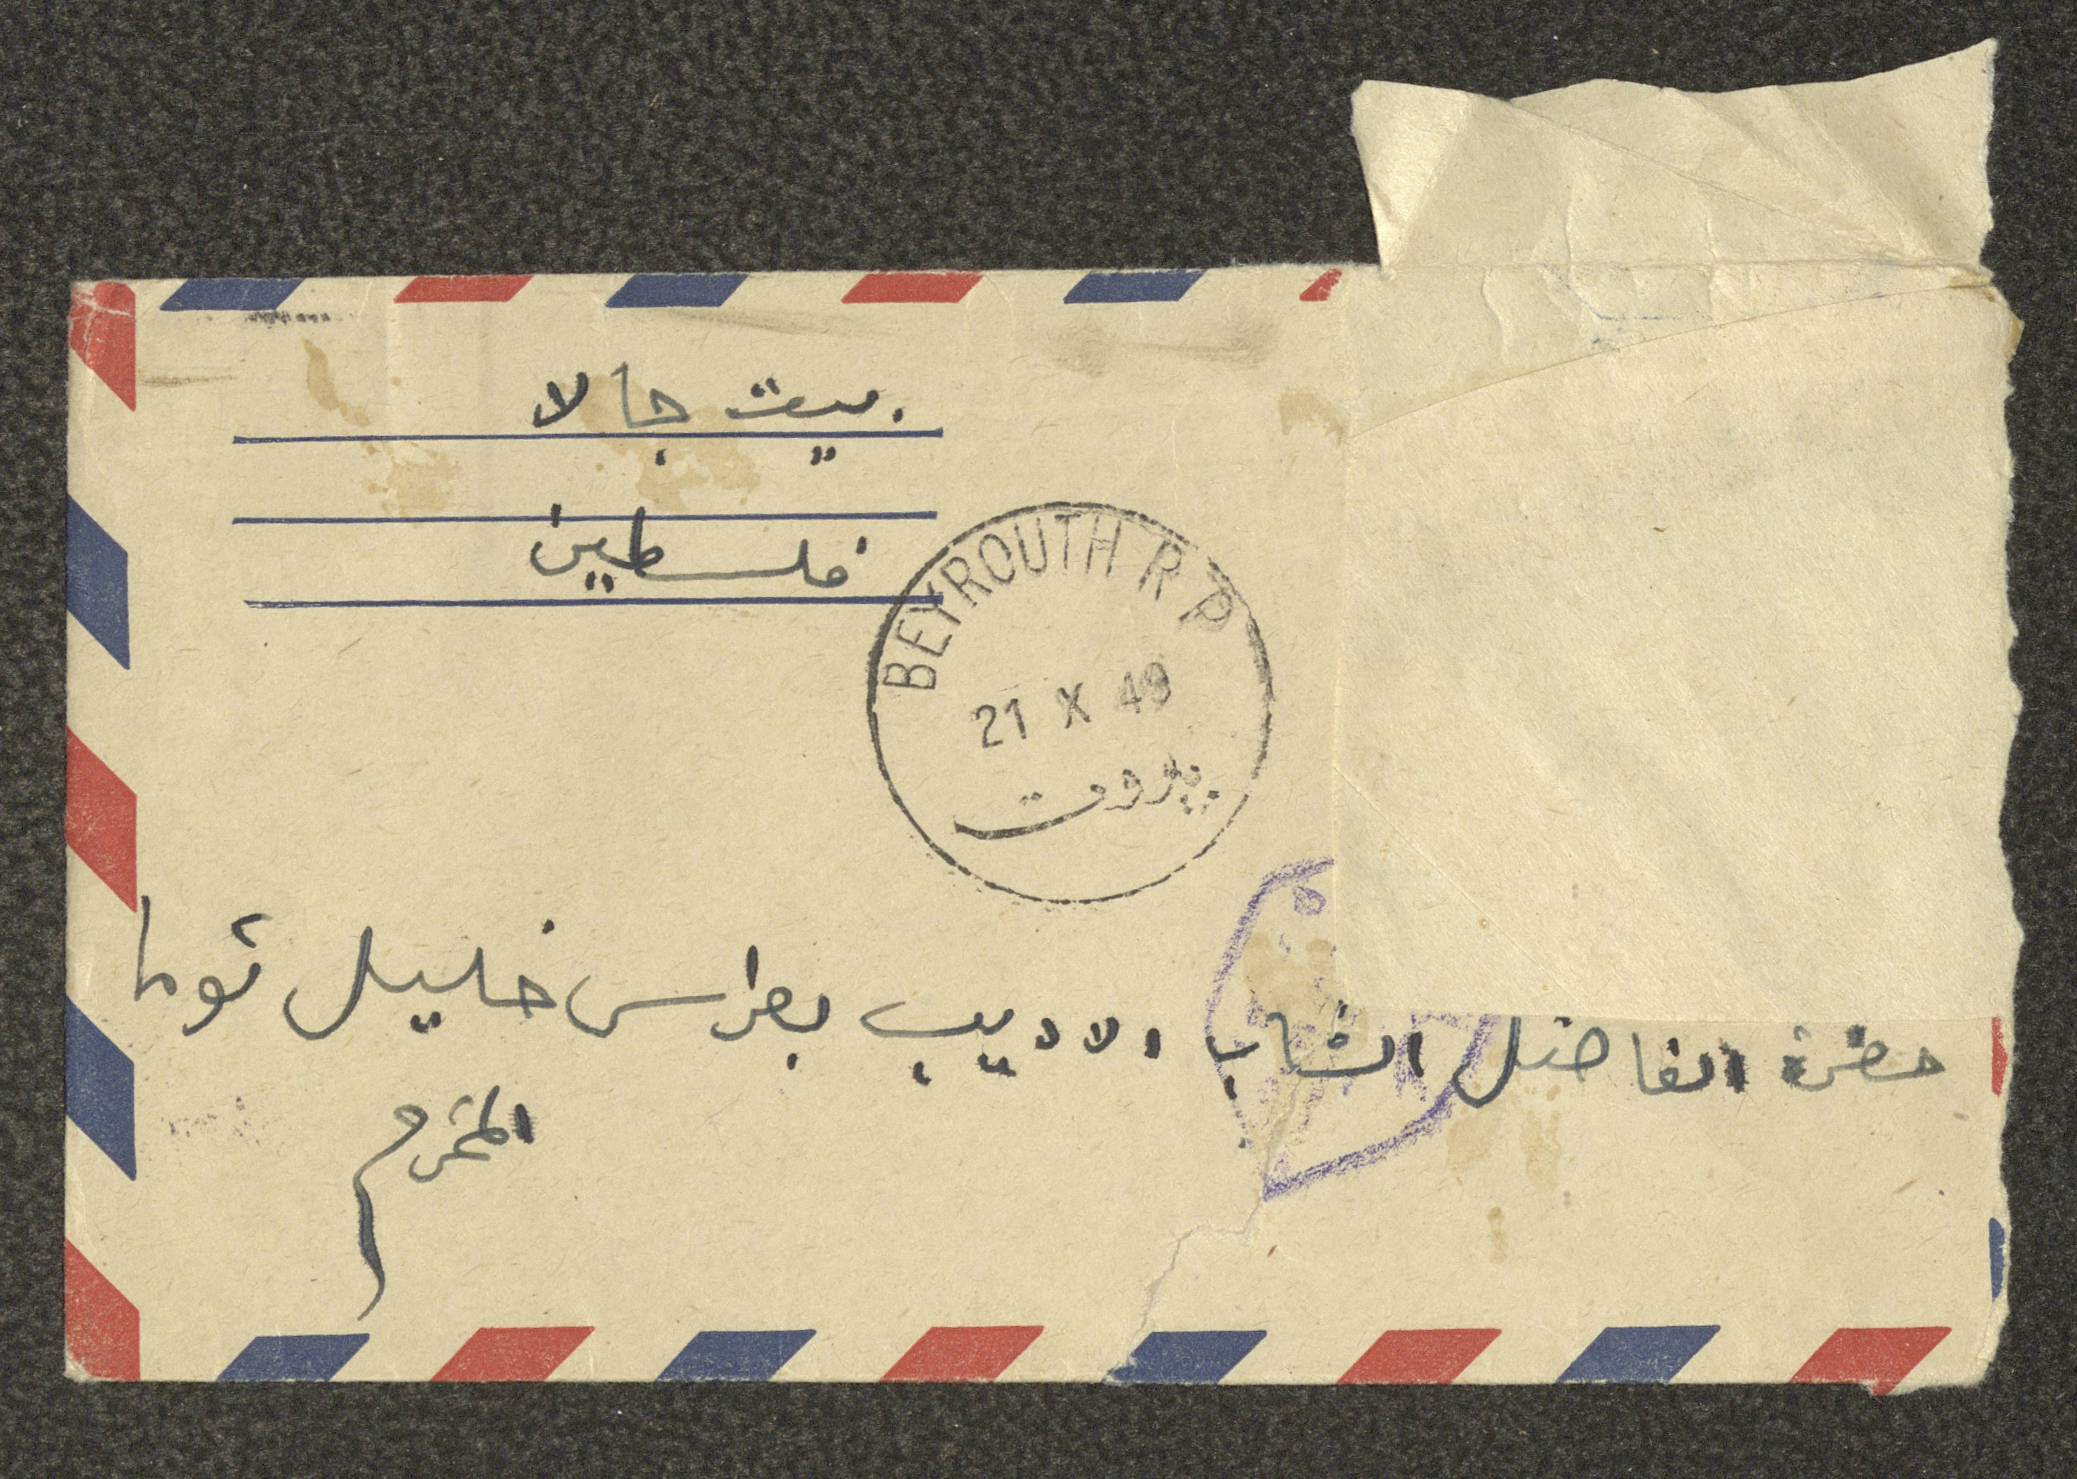 بيت جالا
فلسطين
BEYROUTH R P
21 X 49
بيروت
حضرة الفاضل الشاب الاديب بطرس خليل توما
المحترم